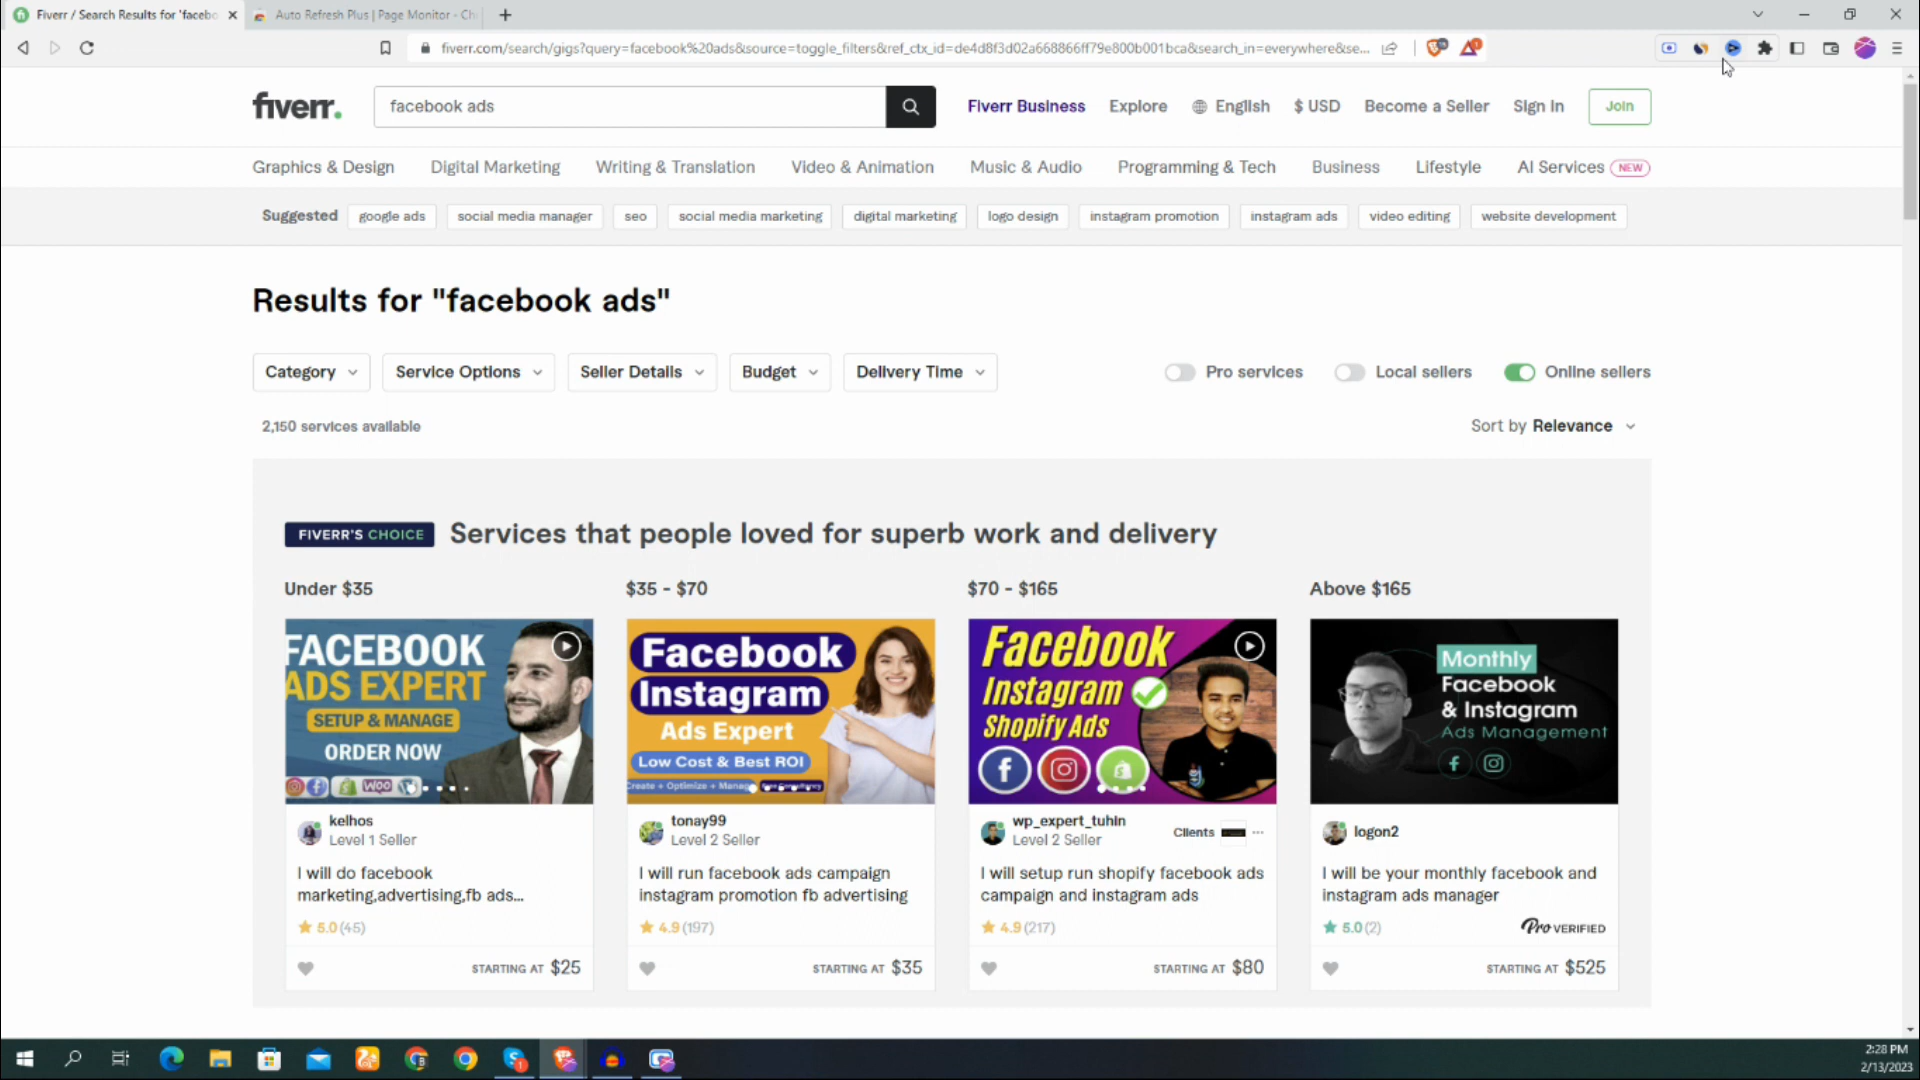 Fiverr / Search Results for 'facebo
Auto Refresh Plus | Page Monitor - Ch
fiverr.com/search/gigs?query=facebook%20ads&source=toggle_filters&ref_ctx_id=de4d8f3d02a668866ff79e800b001bca&search_in=everywhere&se...
fiverr.
facebook ads
Fiverr Business
Explore
English
$ USD
Become a Seller
Sign In
Join
Graphics & Design
Digital Marketing
Writing & Translation
Video & Animation
Music & Audio
Programming & Tech
Business
Lifestyle
AI Services NEW
Suggested
google ads
social media manager
seo
social media marketing
digital marketing
logo design
instagram promotion
instagram ads
video editing
website development
Results for "facebook ads"
Category
Service Options
Seller Details
Budget
Delivery Time
Pro services
Local sellers
Online sellers
2,150 services available
Sort by Relevance
FIVERR'S CHOICE
Services that people loved for superb work and delivery
Under $35
$35 - $70
$70 - $165
Above $165
FACEBOOK
ADS EXPERT
SETUP & MANAGE
ORDER NOW
WOO
Facebook
Instagram
Ads Expert
Low Cost & Best ROI
Create + Optimize + Manag
Facebook
Instagram
Shopify Ads
Monthly
Facebook
& Instagram
Ads Management
kelhos
Level 1 Seller
I will do facebook
marketing,advertising,fb ads...
5.0 (45)
STARTING AT $25
tonay99
Level 2 Seller
I will run facebook ads campaign
instagram promotion fb advertising
4.9 (197)
STARTING AT $35
wp_expert_tuhin
Level 2 Seller
Clients
I will setup run shopify facebook ads
campaign and instagram ads
4.9 (217)
STARTING AT $80
logon2
I will be your monthly facebook and
instagram ads manager
5.0 (2)
Pro VERIFIED
STARTING AT $525
2:28 PM
2/13/2023